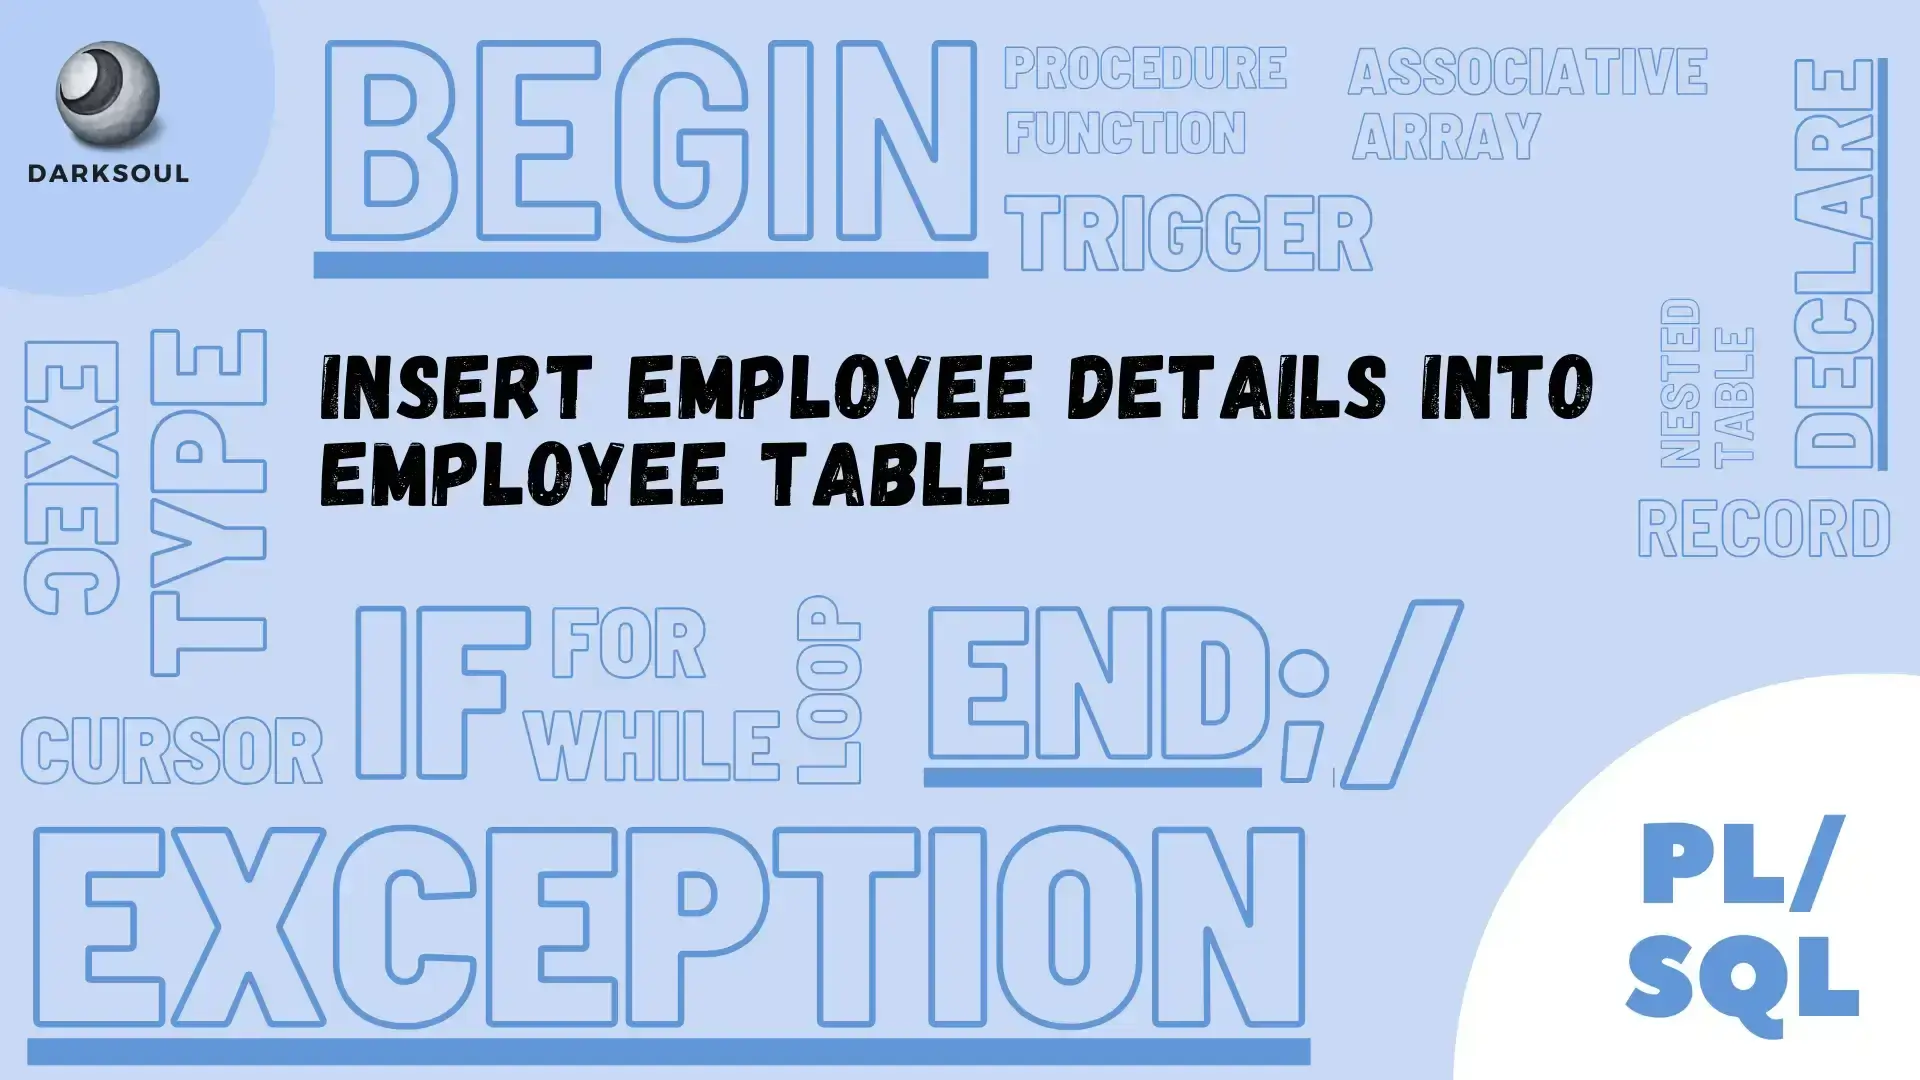 DARKSOUL
BEGIN
PROCEDURE
FUNCTION
TRIGGER
ASSOCIATIVE
ARRAY
DECLARE
NESTED
TABLE
RECORD
EXEC
TYPE
INSERT EMPLOYEE DETAILS INTO
EMPLOYEE TABLE
IF
FOR
WHILE
LOOP
END;/
CURSOR
EXCEPTION
PL/
SQL